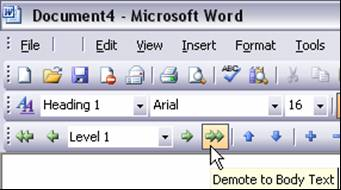 Document4 - Microsoft Word
File Edit View Insert Format Tools
Heading 1 Arial 16
Level 1
Demote to Body Text